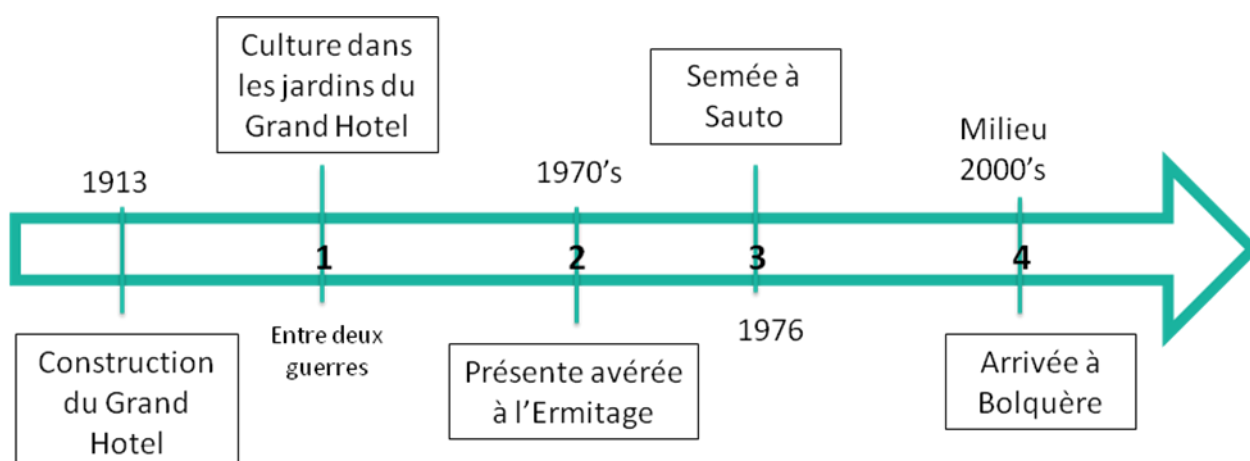 1913
Construction
du Grand
Hotel
Culture dans
les jardins du
Grand Hotel
1
Entre deux
guerres
1970’s
2
Présente avérée
à l’Ermitage
Semée à
Sauto
3
1976
Milieu
2000’s
4
Arrivée à
Bolquère